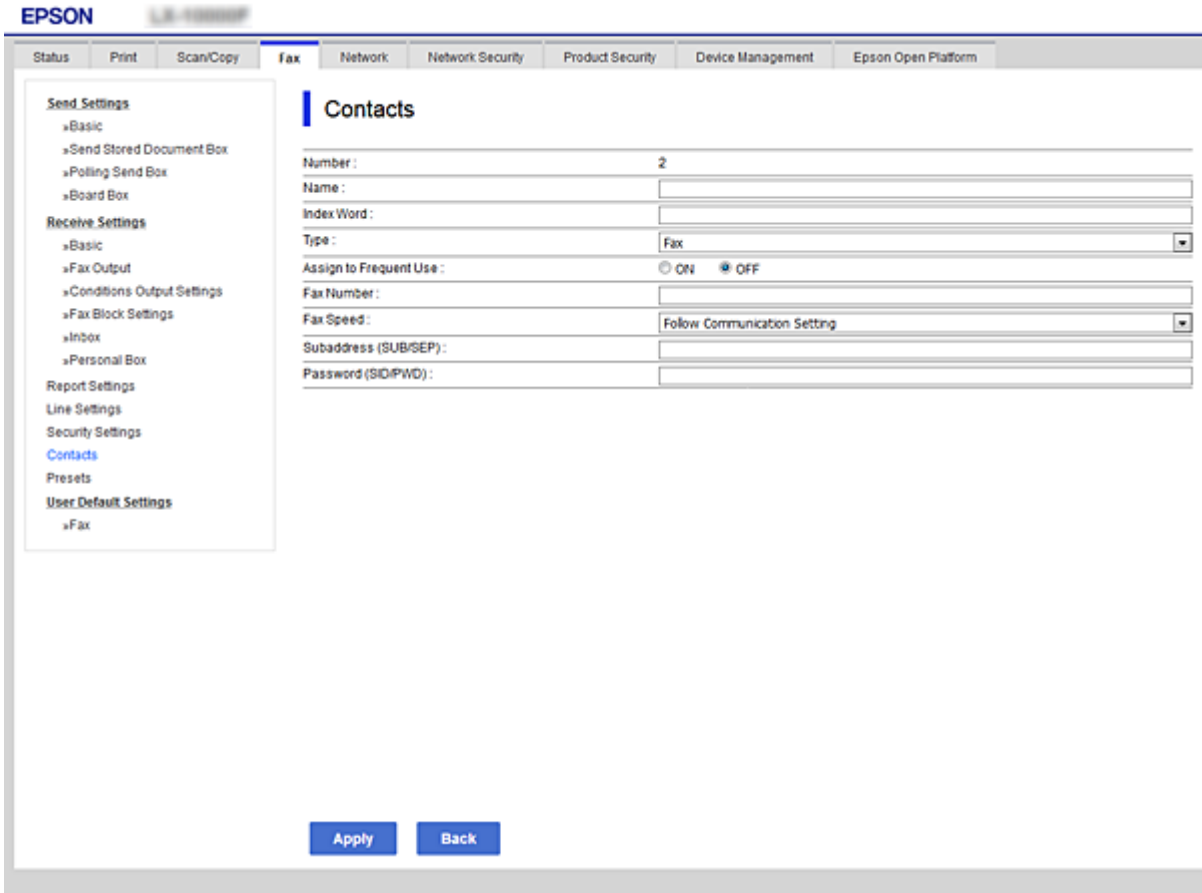 EPSON
Status Print Scan/Copy Fax Network Network Security Product Security Device Management Epson Open Platform
Send Settings
»Basic
»Send Stored Document Box
»Polling Send Box
»Board Box
Receive Settings
»Basic
»Fax Output
»Conditions Output Settings
»Fax Block Settings
»Inbox
»Personal Box
Report Settings
Line Settings
Security Settings
Contacts
Presets
User Default Settings
»Fax
Contacts
Number : 2
Name :
Index Word :
Type : Fax
Assign to Frequent Use : ON OFF
Fax Number :
Fax Speed : Follow Communication Setting
Subaddress (SUB/SEP) :
Password (SID/PWD) :
Apply Back